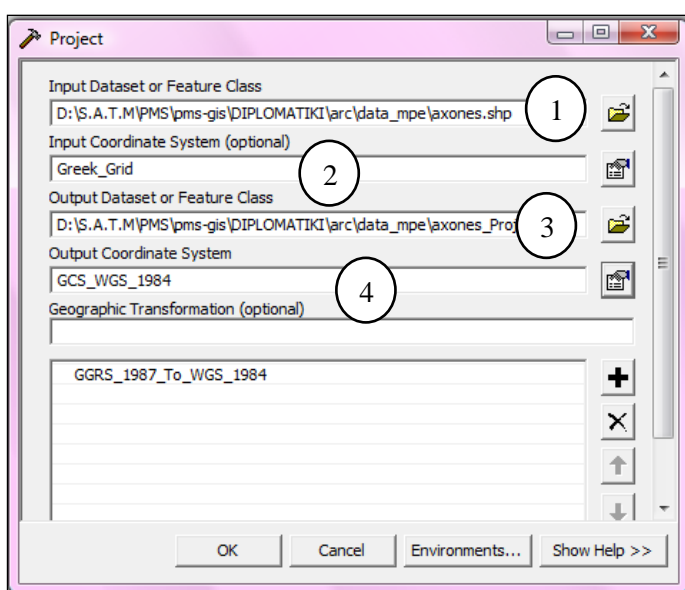 Project
Input Dataset or Feature Class
D:\S.A.T.M\PMS\pms-gis\DIPLOMATIKI\arc\data_mpe\axones.shp
1
Input Coordinate System (optional)
Greek_Grid
2
Output Dataset or Feature Class
D:\S.A.T.M\PMS\pms-gis\DIPLOMATIKI\arc\data_mpe\axones_Proj
3
Output Coordinate System
GCS_WGS_1984
4
Geographic Transformation (optional)
GGRS_1987_To_WGS_1984
OK Cancel Environments... Show Help >>